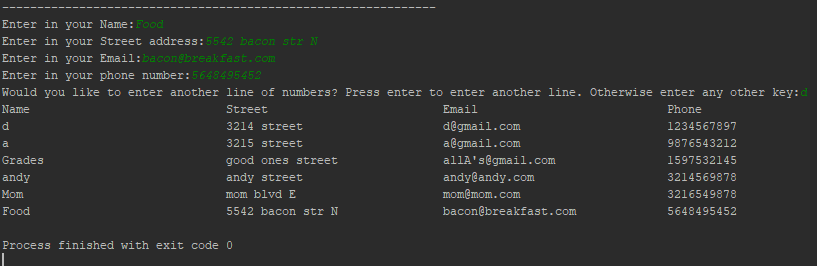 --------------------------------------------------------------
Enter in your Name:Food
Enter in your Street address:5542 bacon str N
Enter in your Email:bacon@breakfast.com
Enter in your phone number:5648495452
Would you like to enter another line of numbers? Press enter to enter another line. Otherwise enter any other key:d
Name Street Email Phone
d 3214 street d@gmail.com 1234567897
a 3215 street a@gmail.com 9876543212
Grades good ones street allA's@gmail.com 1597532145
andy andy street andy@andy.com 3214569878
Mom mom blvd E mom@mom.com 3216549878
Food 5542 bacon str N bacon@breakfast.com 5648495452
Process finished with exit code 0